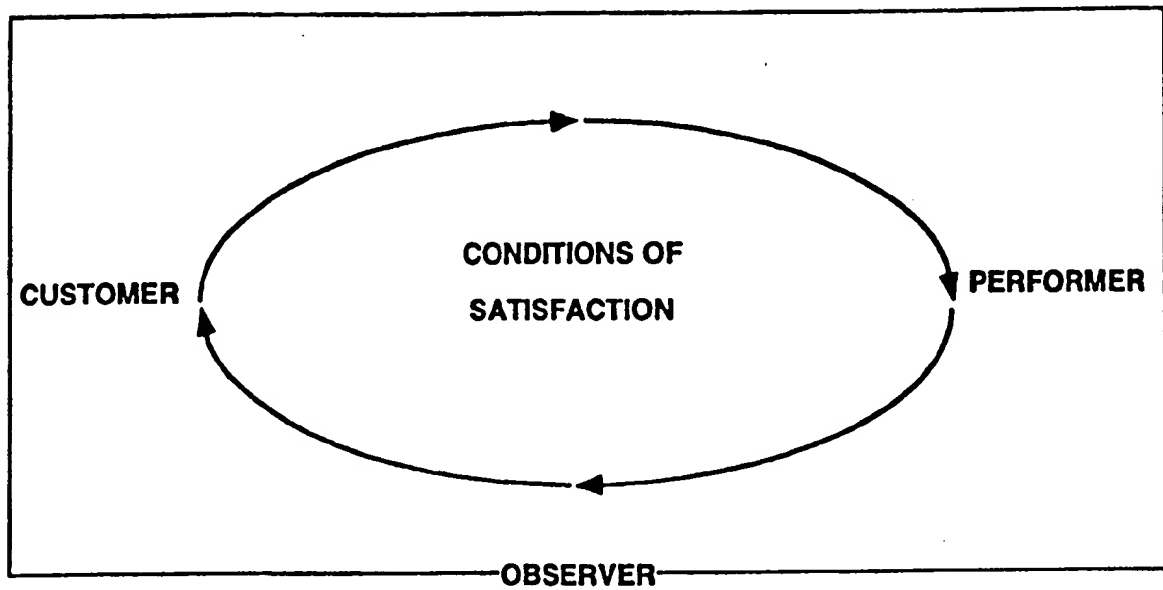 CONDITIONS OF
SATISFACTION
CUSTOMER
PERFORMER
OBSERVER